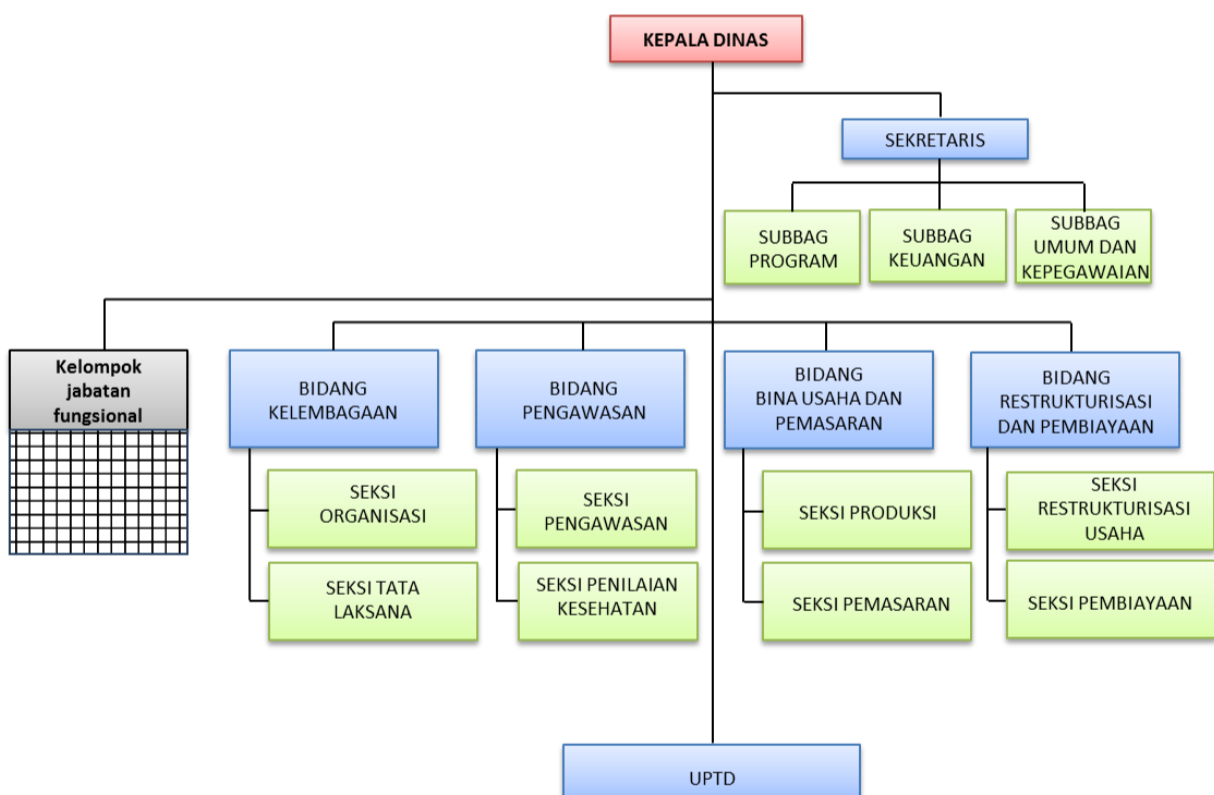 KEPALA DINAS
SEKRETARIS
SUBBAG
PROGRAM
SUBBAG
KEUANGAN
SUBBAG
UMUM DAN
KEPEGAWAIAN
Kelompok
jabatan
fungsional
BIDANG
KELEMBAGAAN
BIDANG
PENGAWASAN
BIDANG
BINA USAHA DAN
PEMASARAN
BIDANG
RESTRUKTURISASI
DAN PEMBIAYAAN
SEKSI
ORGANISASI
SEKSI
PENGAWASAN
SEKSI PRODUKSI
SEKSI
RESTRUKTURISASI
USAHA
SEKSI TATA
LAKSANA
SEKSI PENILAIAN
KESEHATAN
SEKSI PEMASARAN
SEKSI PEMBIAYAAN
UPTD